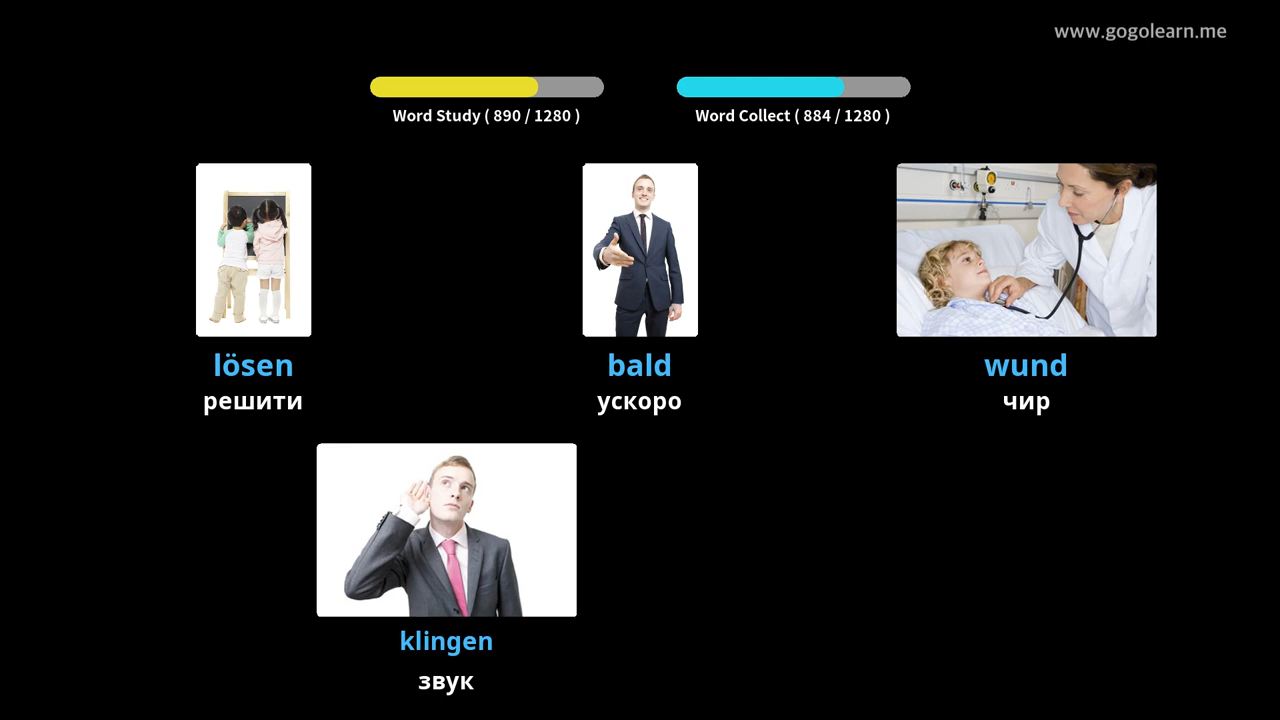 www.gogolearn.me
Word Study ( 890 / 1280 )
Word Collect ( 884 / 1280 )
lösen
решити
bald
ускоро
wund
чир
klingen
звук